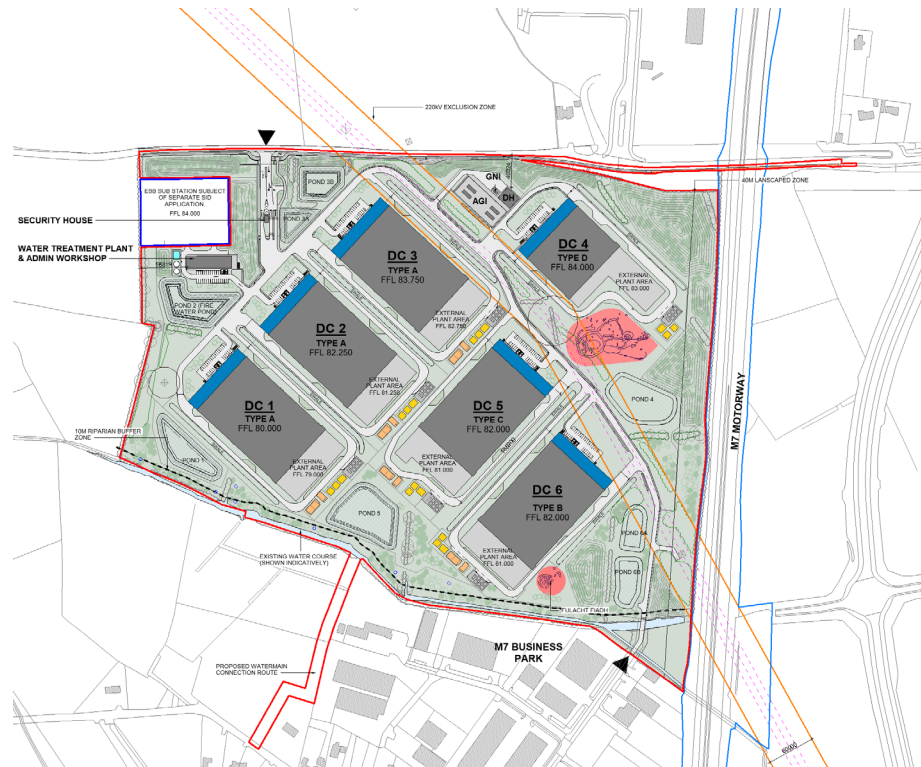 220kV EXCLUSION ZONE
40M LANSCAPED ZONE
POND 3B
GNI
AGI
DH
ESB SUB STATION SUBJECT
OF SEPARATE SID
APPLICATION.
FFL 84.000
SECURITY HOUSE
POND 3A
WATER TREATMENT PLANT
& ADMIN WORKSHOP
DC 3
TYPE A
FFL 83.750
DC 4
TYPE D
FFL 84.000
EXTERNAL
PLANT AREA
FFL 83.000
POND 2 (FIRE
WATER POND)
EXTERNAL
PLANT AREA
FFL 82.750
DC 2
TYPE A
FFL 82.250
EXTERNAL
PLANT AREA
FFL 81.250
DC 1
TYPE A
FFL 80.000
DC 5
TYPE C
FFL 82.000
POND 4
M7 MOTORWAY
10M RIPARIAN BUFFER
ZONE
POND 1
EXTERNAL
PLANT AREA
FFL 79.000
EXTERNAL
PLANT AREA
FFL 81.000
DC 6
TYPE B
FFL 82.000
POND 5
POND 6A
EXISTING WATER COURSE
(SHOWN INDICATIVELY)
EXTERNAL
PLANT AREA
FFL 81.000
POND 6B
FULACHT FIADH
M7 BUSINESS
PARK
PROPOSED WATERMAIN
CONNECTION ROUTE
60000